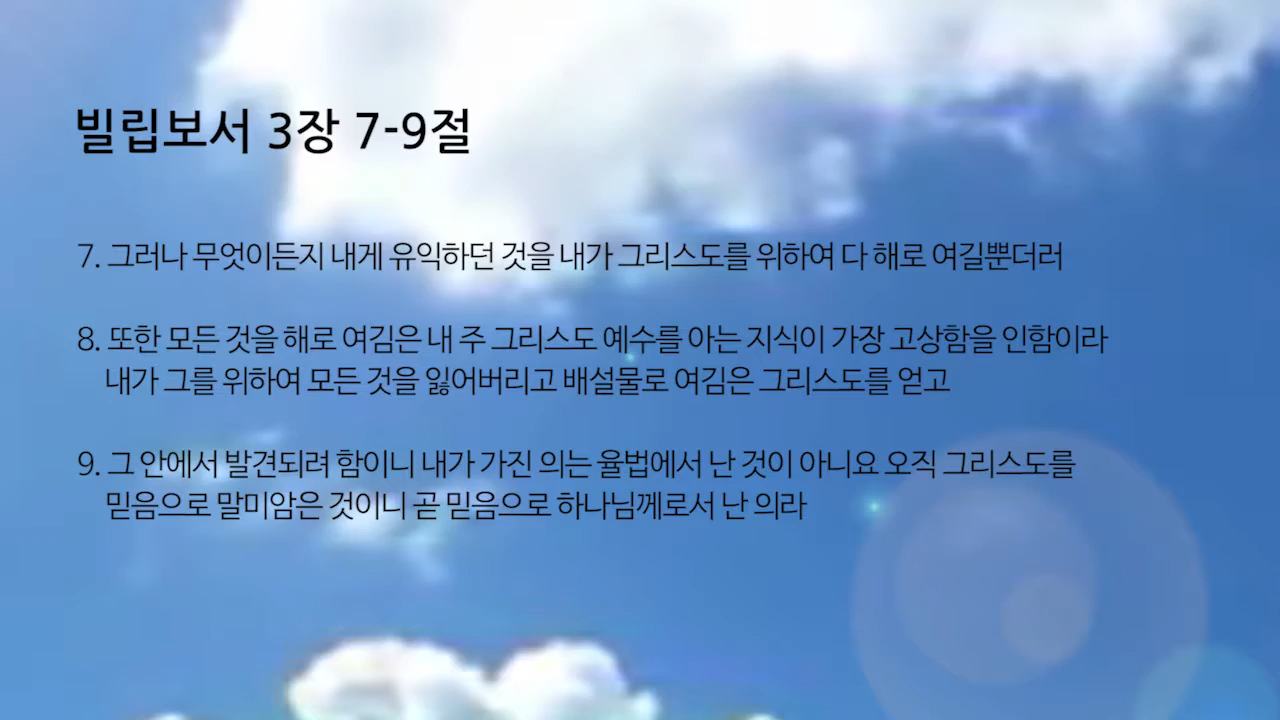 빌립보서 3장 7-9절
7. 그러나 무엇이든지 내게 유익하던 것을 내가 그리스도를 위하여 다 해로 여길뿐더러
8. 또한 모든 것을 해로 여김은 내 주 그리스도 예수를 아는 지식이 가장 고상함을 인함이라
내가 그를 위하여 모든 것을 잃어버리고 배설물로 여김은 그리스도를 얻고
9. 그 안에서 발견되려 함이니 내가 가진 의는 율법에서 난 것이 아니요 오직 그리스도를
믿음으로 말미암은 것이니 곧 믿음으로 하나님께로서 난 의라